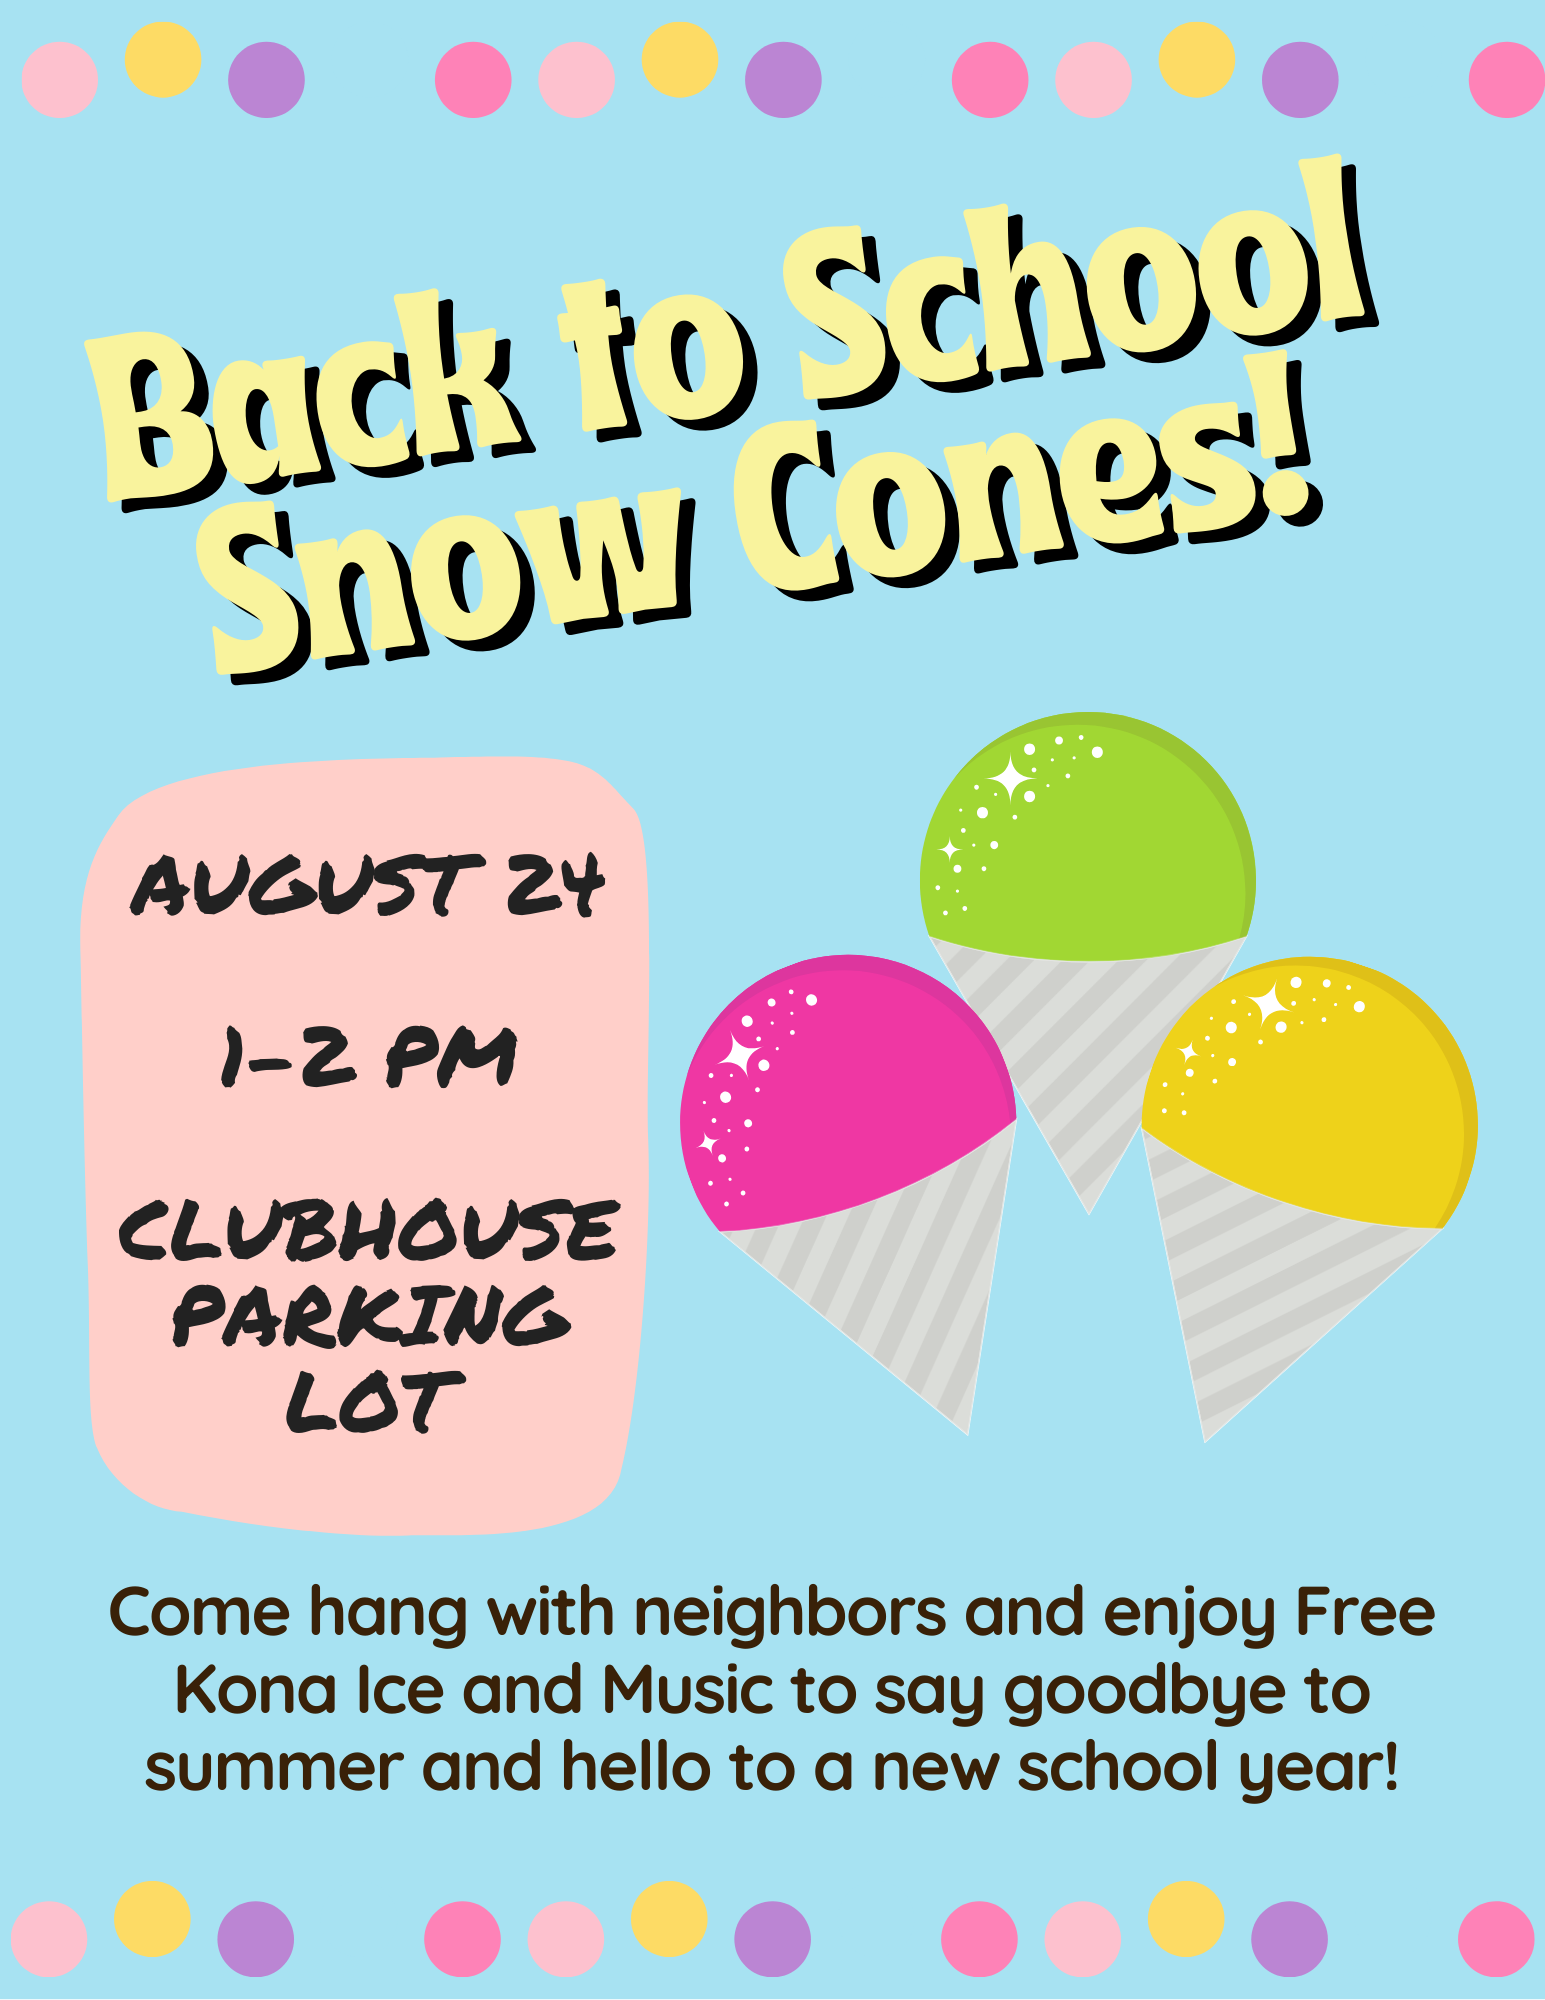 Back to School
Snow Cones!
AUGUST 24
1-2 PM
CLUBHOUSE
PARKING
LOT
Come hang with neighbors and enjoy Free
Kona Ice and Music to say goodbye to
summer and hello to a new school year!